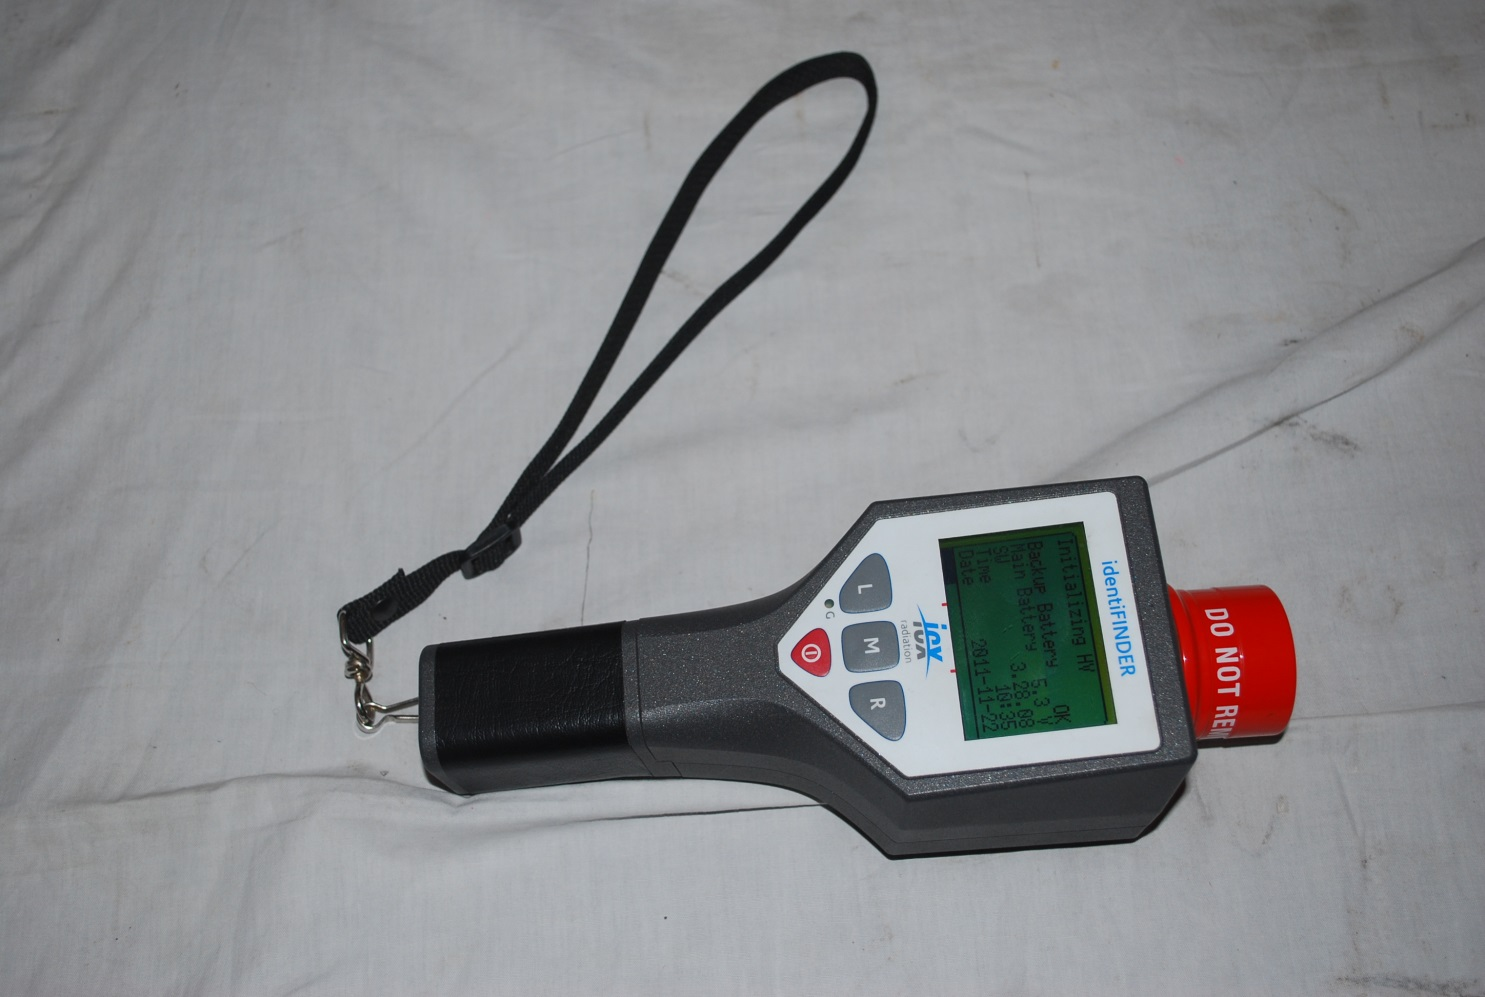 identiFINDER
Initializing HV OK
Backup Battery 5.3 V
Main Battery
SW 3.28.08
Time 10:35
Date 2011-11-22
icx
radiation
L M R
G
DO NOT